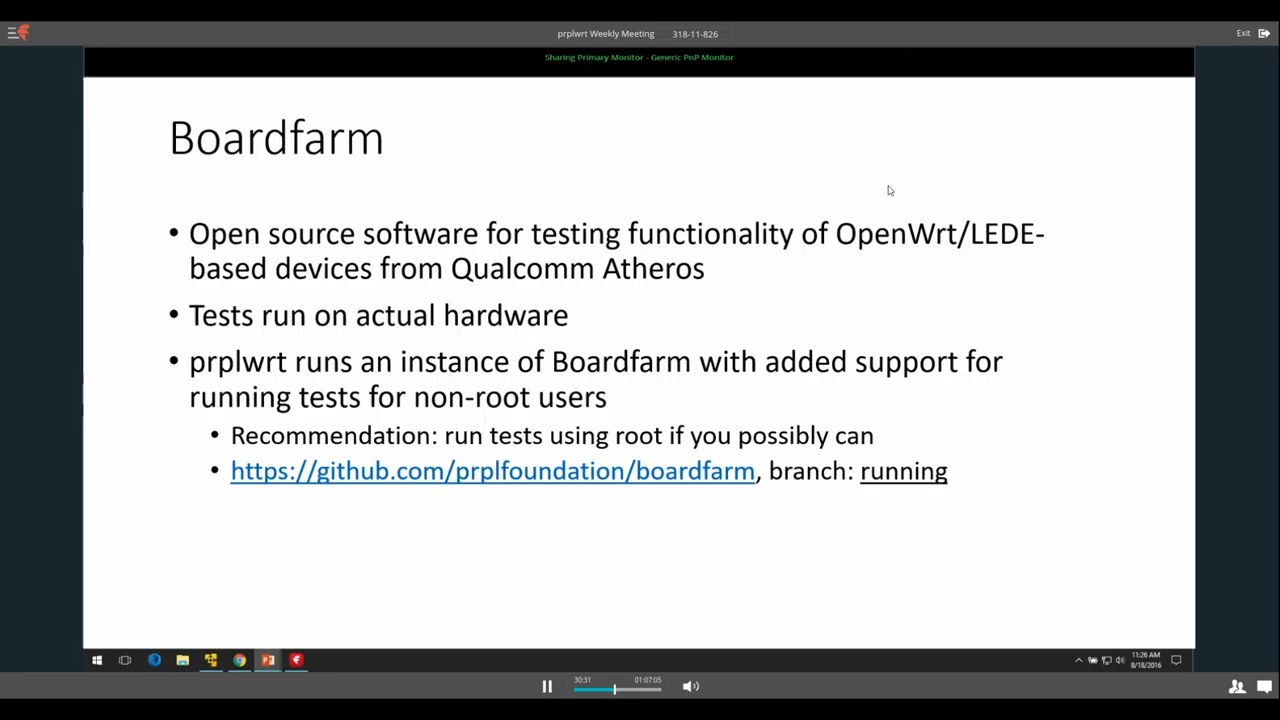 prplwrt Weekly Meeting 318-11-826
Exit
Sharing Primary Monitor - Generic PnP Monitor
Boardfarm
• Open source software for testing functionality of OpenWrt/LEDE-
based devices from Qualcomm Atheros
• Tests run on actual hardware
• prplwrt runs an instance of Boardfarm with added support for
running tests for non-root users
• Recommendation: run tests using root if you possibly can
• https://github.com/prplfoundation/boardfarm, branch: running
11:26 AM
8/18/2016
30:31 01:07:05